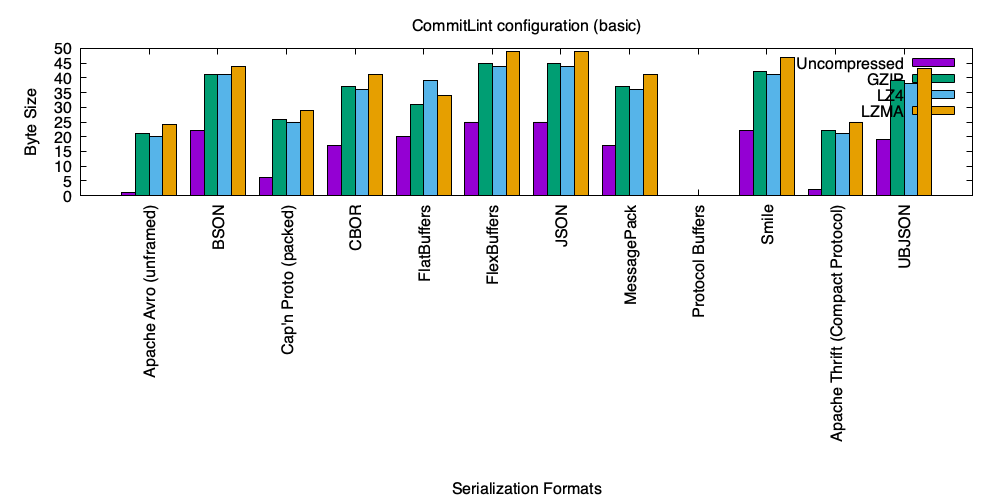 CommitLint configuration (basic)
Byte Size
50
45
40
35
30
25
20
15
10
5
0
Uncompressed
GZIP
LZ4
LZMA
Apache Avro (unframed)
BSON
Cap'n Proto (packed)
CBOR
FlatBuffers
FlexBuffers
JSON
MessagePack
Protocol Buffers
Smile
Apache Thrift (Compact Protocol)
UBJSON
Serialization Formats